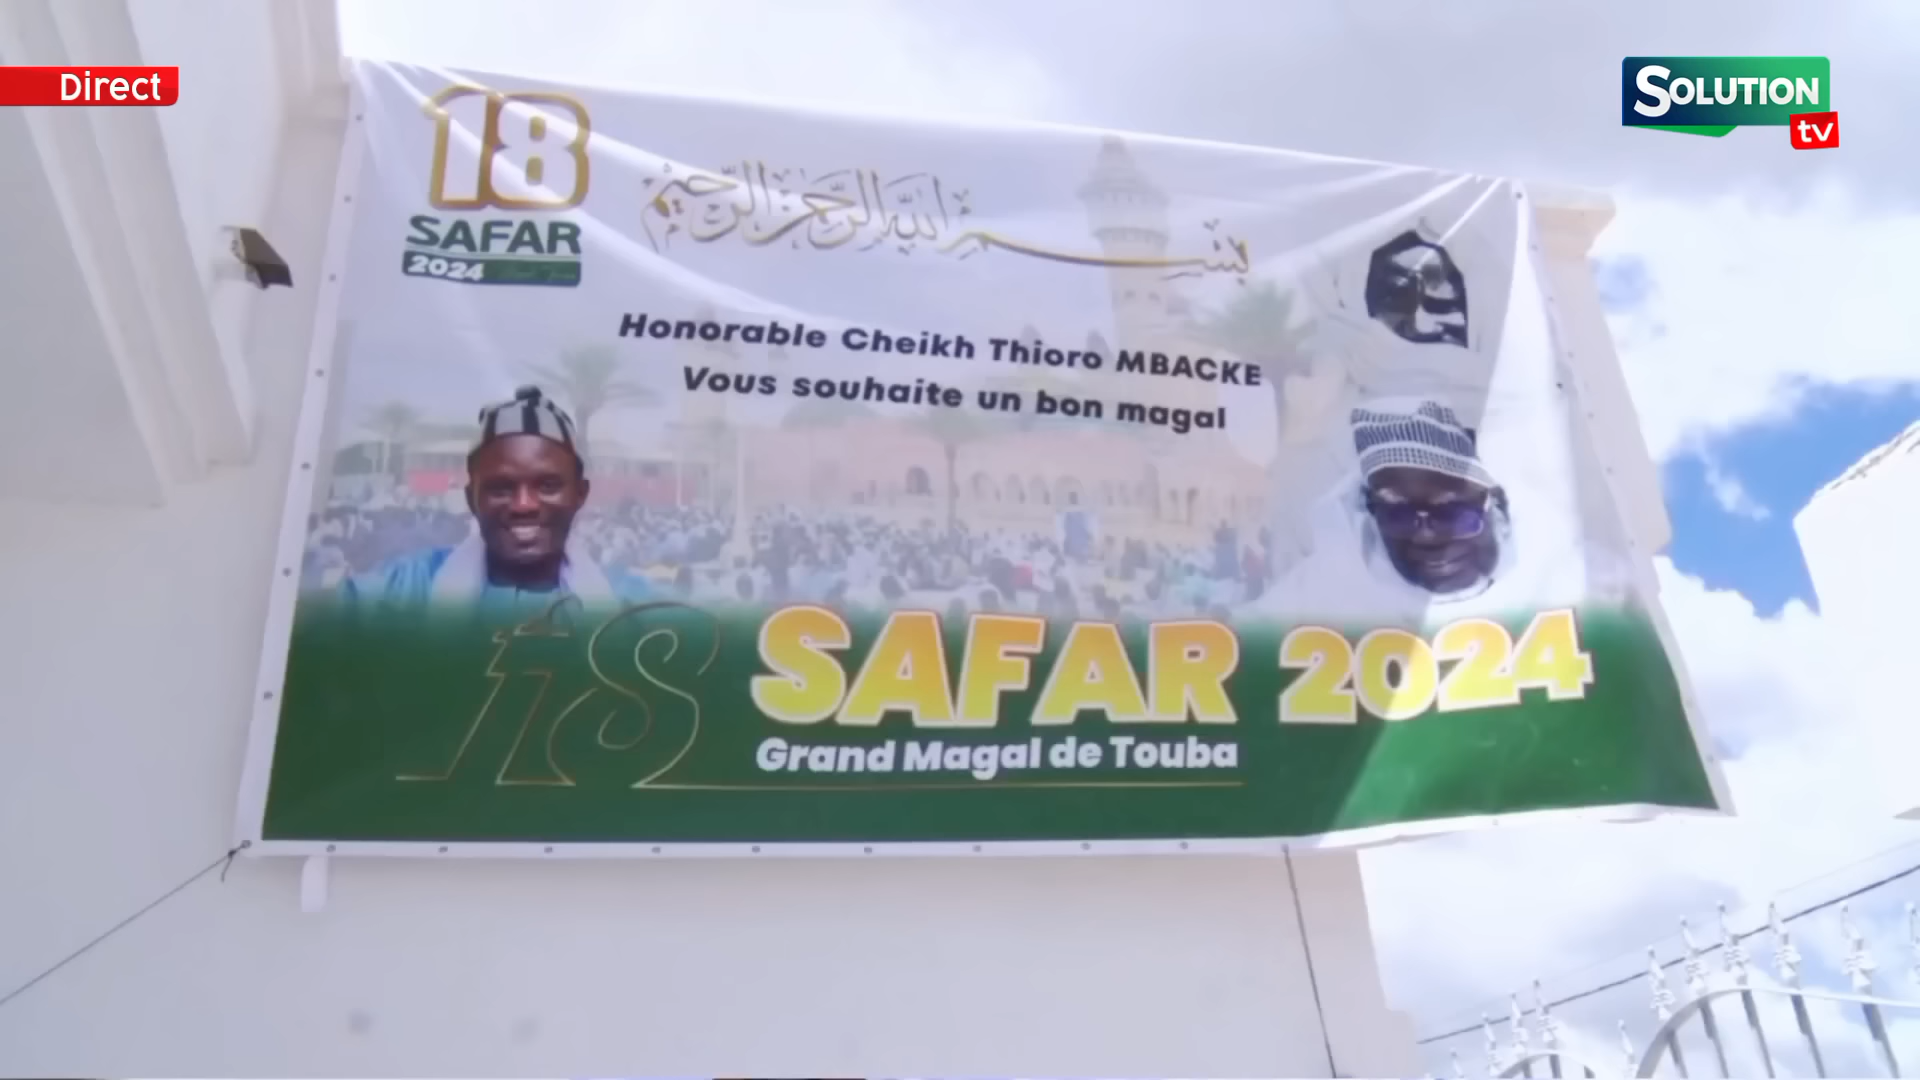 Direct
SOLUTION
tv
18
SAFAR
2024
بسم الله الرحمن الرحيم
Honorable Cheikh Thioro MBACKE
Vous souhaite un bon magal
18
SAFAR 2024
Grand Magal de Touba